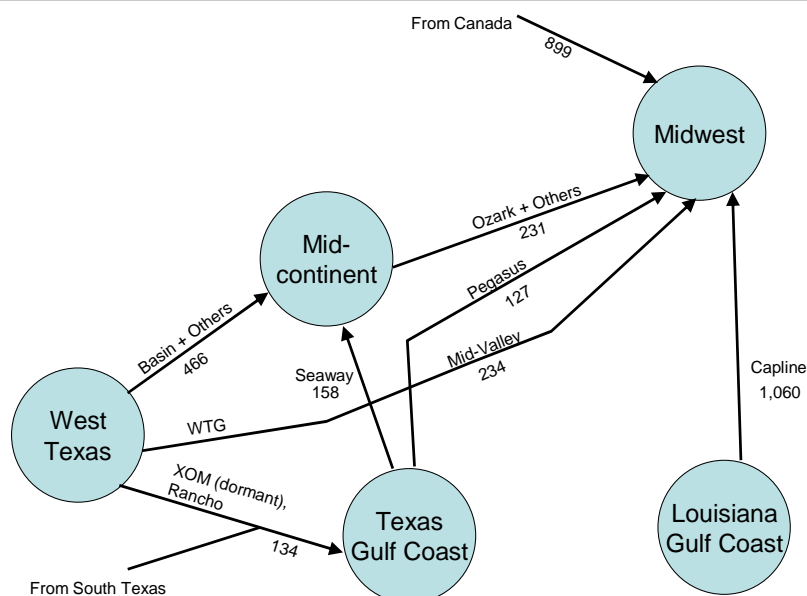 From Canada
899
Midwest
Ozark + Others
231
Mid-
continent
Pegasus
127
Basin + Others
466
Mid-Valley
234
Seaway
158
Capline
1,060
West
Texas
WTG
XOM (dormant),
Rancho
134
Texas
Gulf Coast
Louisiana
Gulf Coast
From South Texas